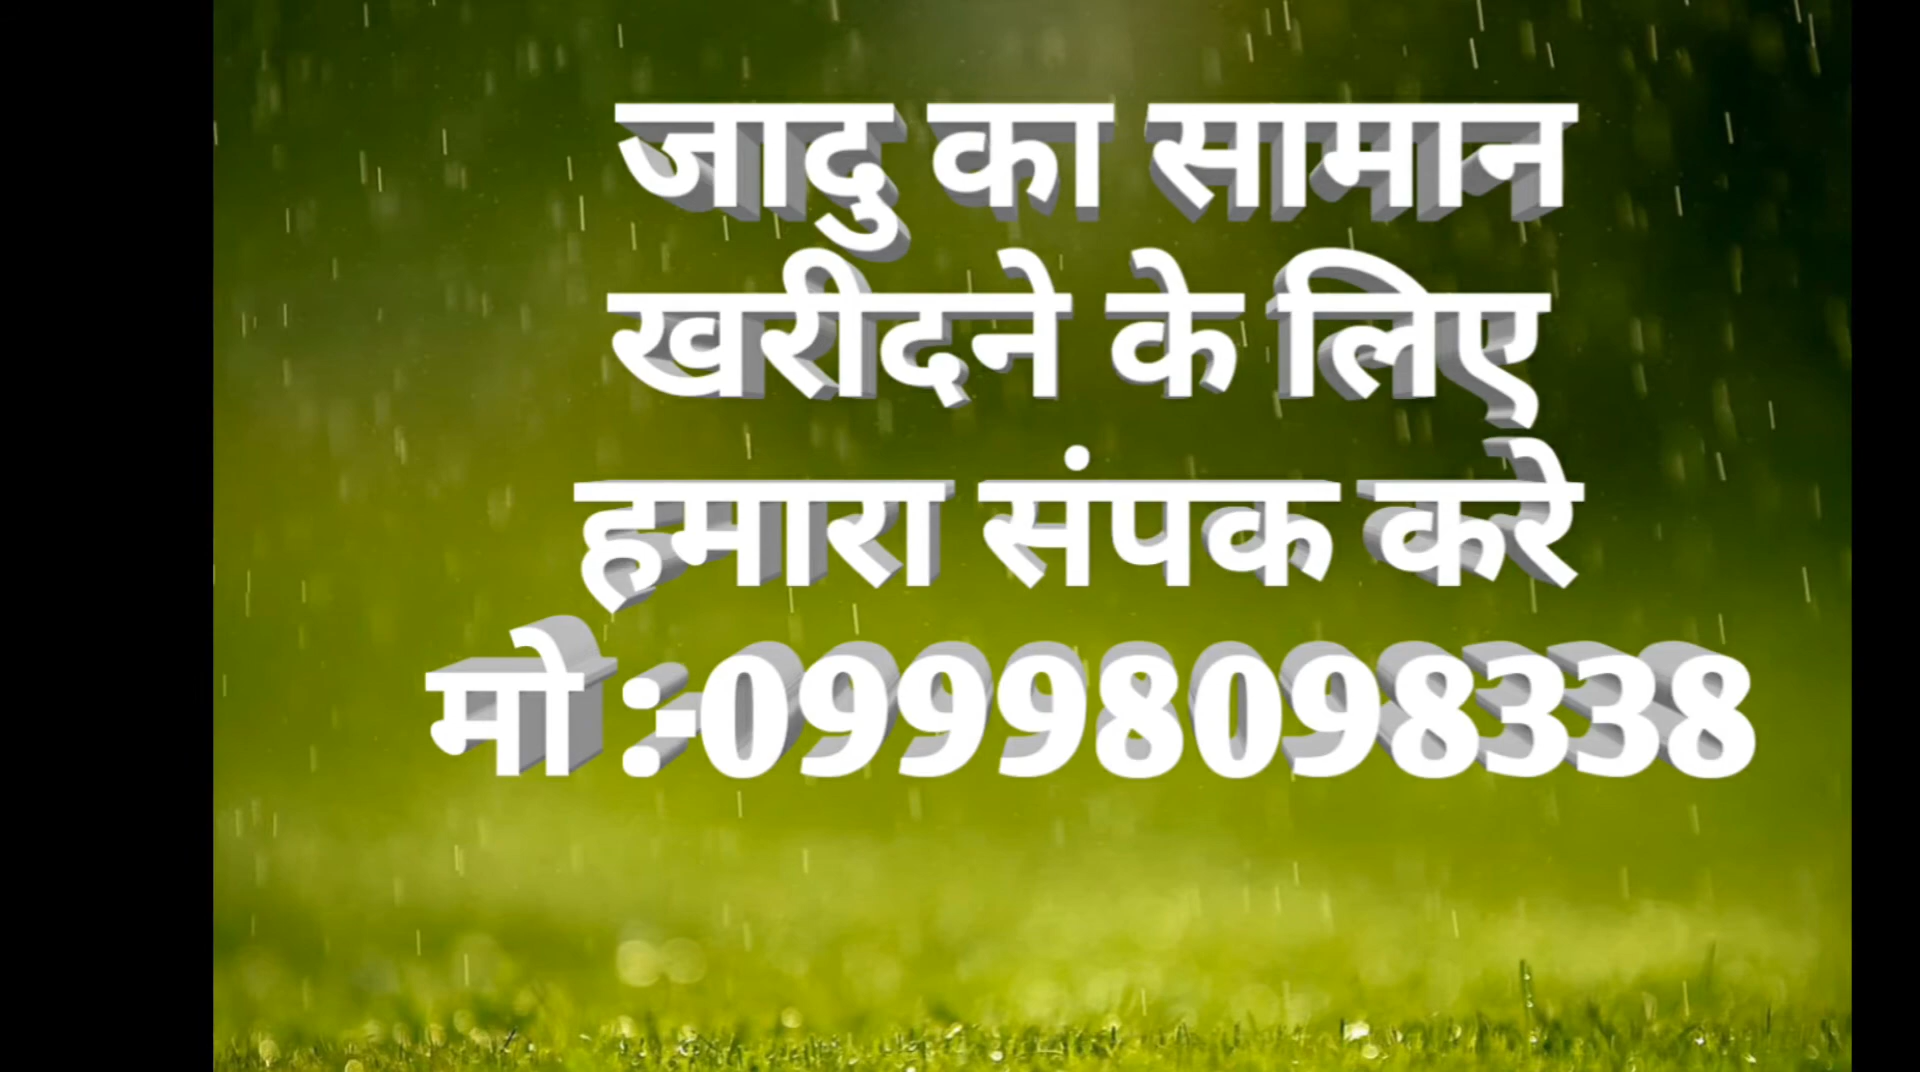 जादु का सामान
खरीदने के लिए
हमारा संपक करे
मो :-09998098338